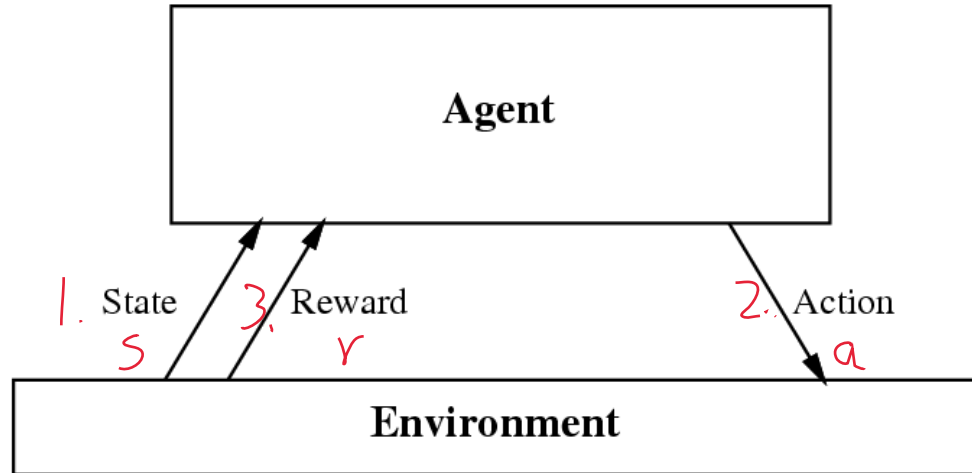 Agent
1. State 3. Reward 2. Action
s r a
Environment